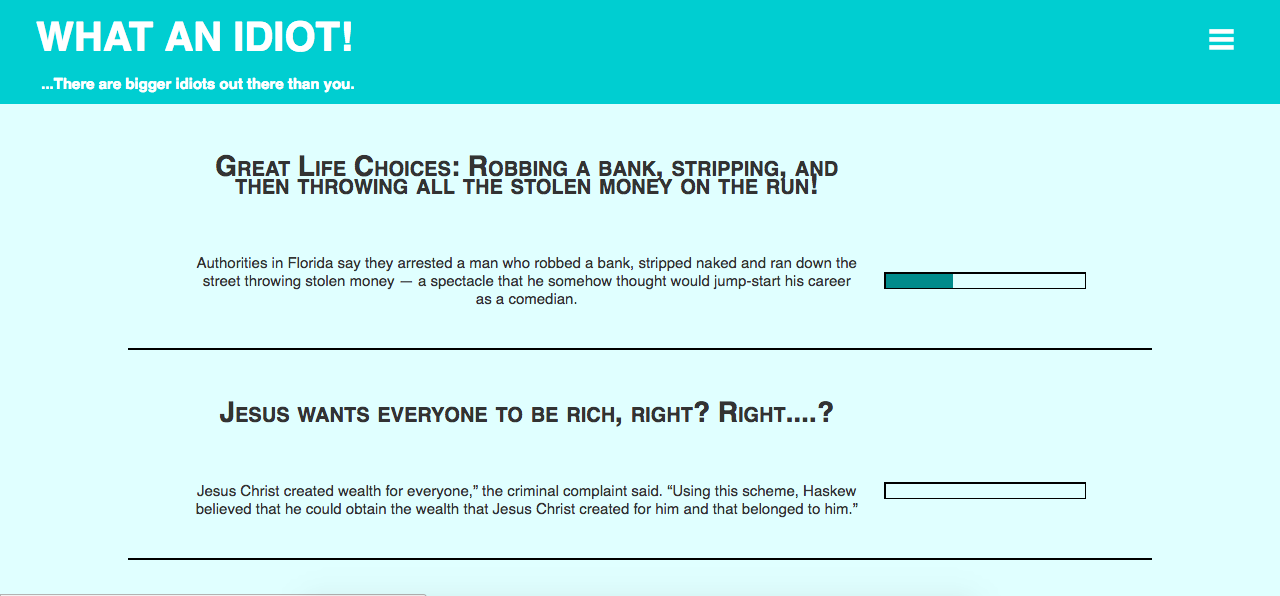 WHAT AN IDIOT!
...There are bigger idiots out there than you.
Great Life Choices: Robbing a bank, stripping, and
then throwing all the stolen money on the run!
Authorities in Florida say they arrested a man who robbed a bank, stripped naked and ran down the
street throwing stolen money — a spectacle that he somehow thought would jump-start his career
as a comedian.
Jesus wants everyone to be rich, right? Right....?
Jesus Christ created wealth for everyone,” the criminal complaint said. “Using this scheme, Haskew
believed that he could obtain the wealth that Jesus Christ created for him and that belonged to him.”